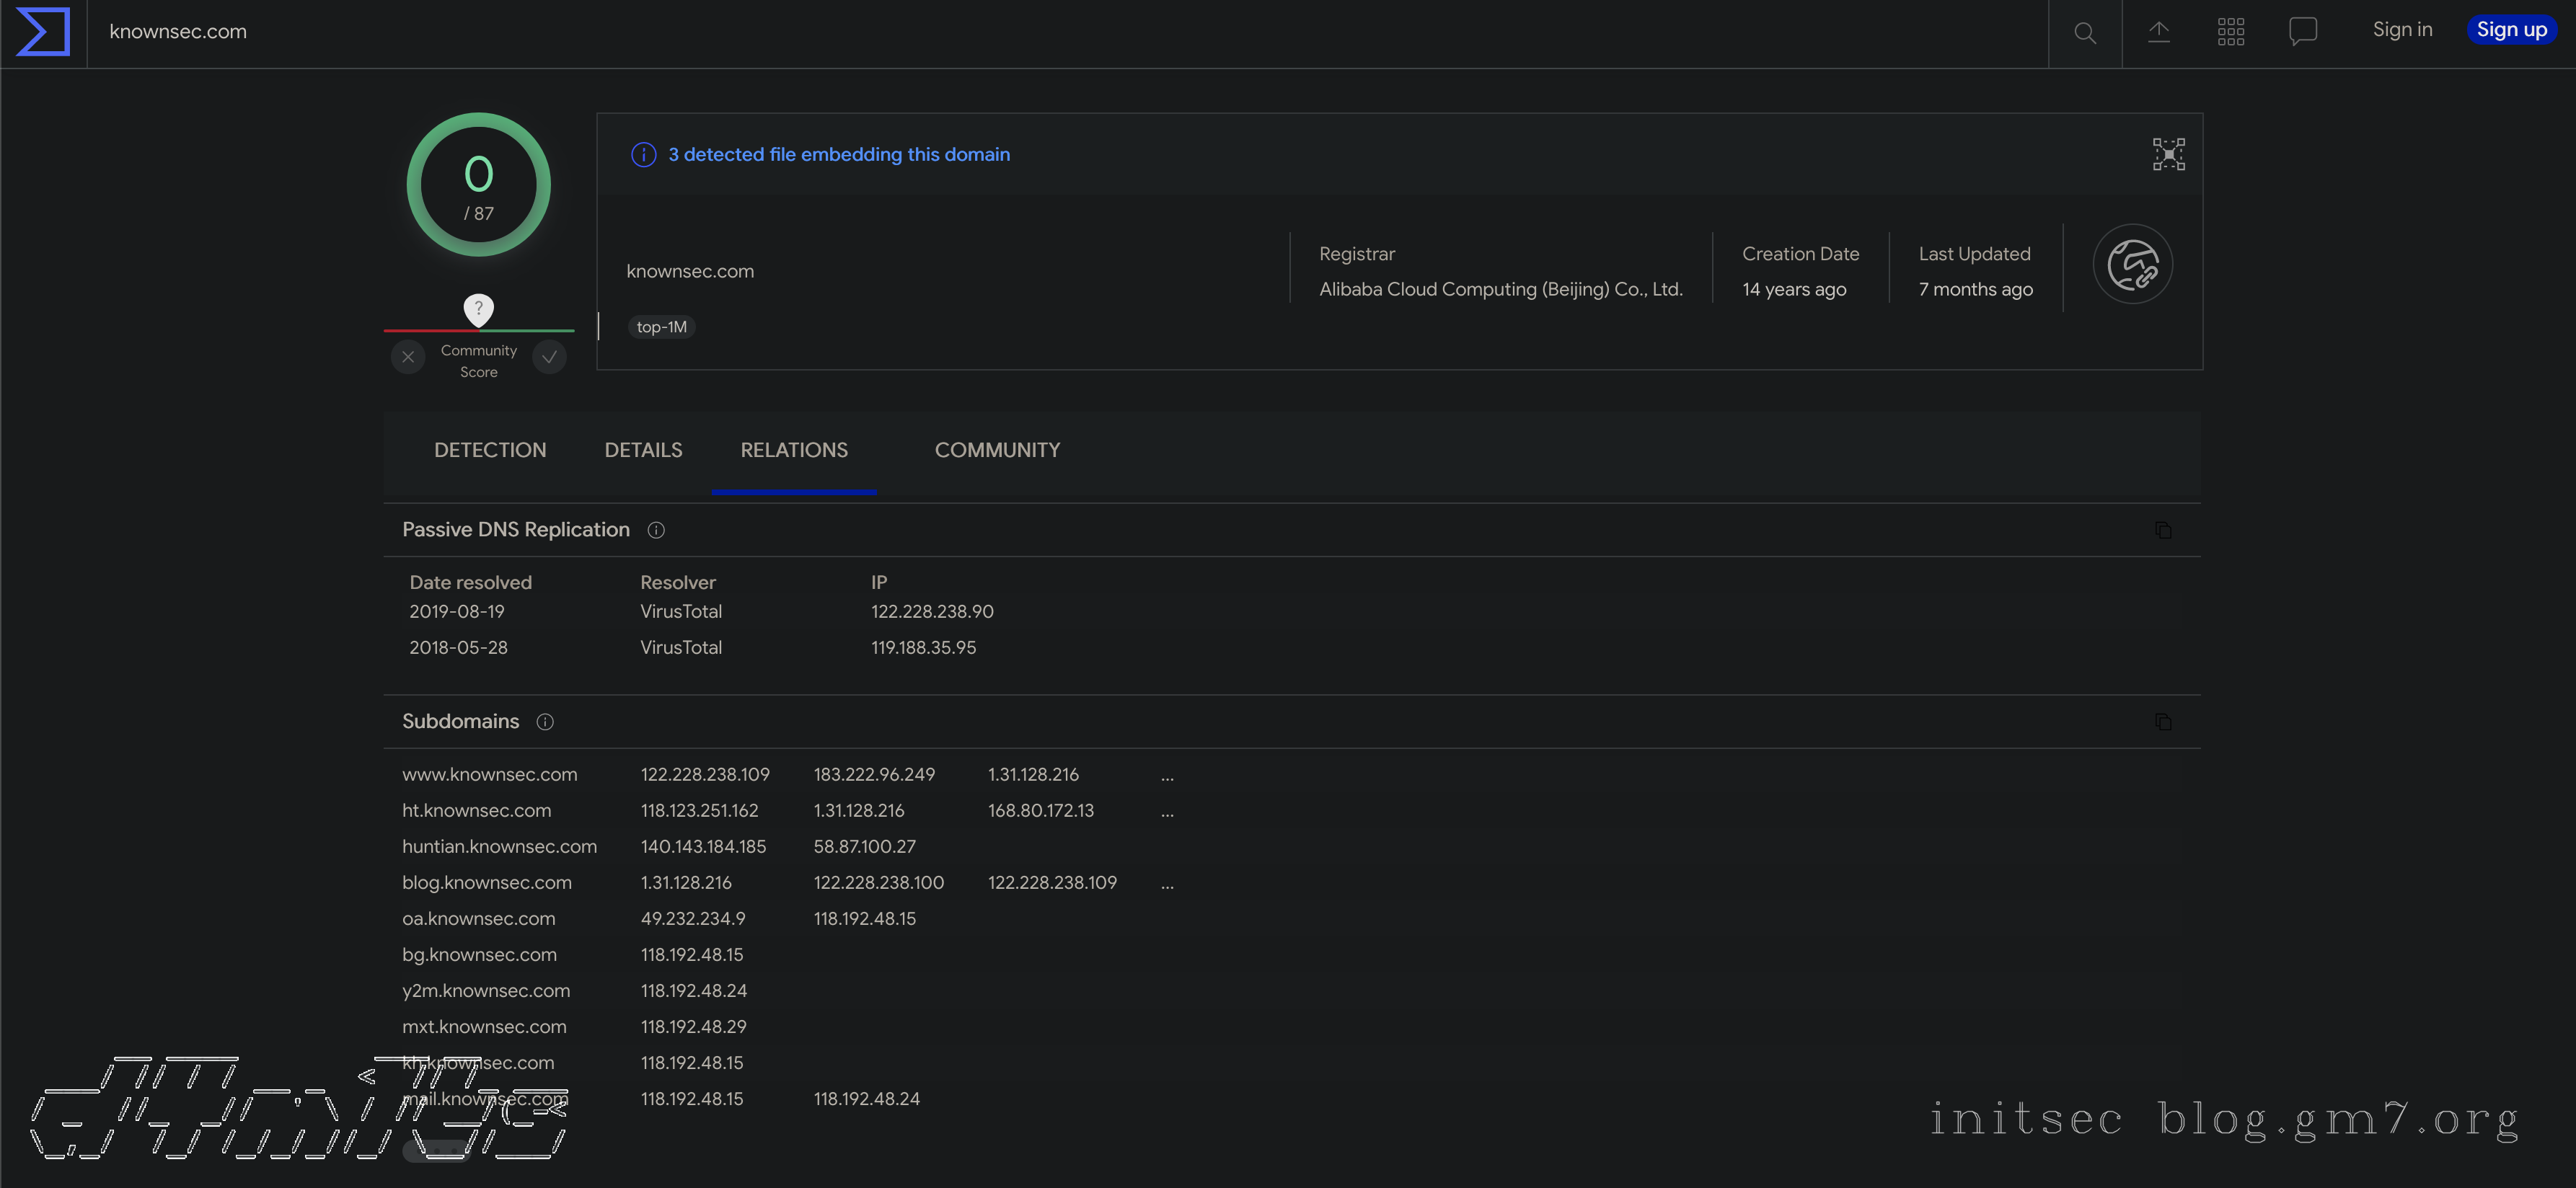 knownsec.com
Sign in
Sign up
0
/ 87
?
Community
Score
3 detected file embedding this domain
knownsec.com
top-1M
Registrar
Alibaba Cloud Computing (Beijing) Co., Ltd.
Creation Date
14 years ago
Last Updated
7 months ago
DETECTION DETAILS RELATIONS COMMUNITY
Passive DNS Replication
Date resolved Resolver IP
2019-08-19 VirusTotal 122.228.238.90
2018-05-28 VirusTotal 119.188.35.95
Subdomains
www.knownsec.com 122.228.238.109 183.222.96.249 1.31.128.216 ...
ht.knownsec.com 118.123.251.162 1.31.128.216 168.80.172.13 ...
huntian.knownsec.com 140.143.184.185 58.87.100.27
blog.knownsec.com 1.31.128.216 122.228.238.100 122.228.238.109 ...
oa.knownsec.com 49.232.234.9 118.192.48.15
bg.knownsec.com 118.192.48.15
y2m.knownsec.com 118.192.48.24
mxt.knownsec.com 118.192.48.29
kh.knownsec.com 118.192.48.15
mail.knownsec.com 118.192.48.15 118.192.48.24
initsec blog.gm7.org